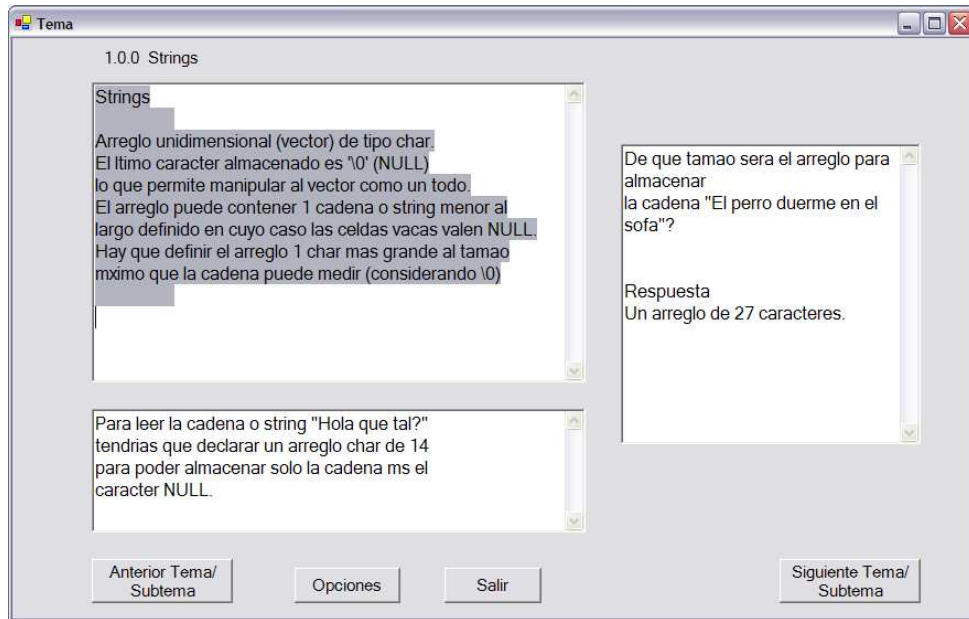 Tema
1.0.0 Strings
Strings
Arreglo unidimensional (vector) de tipo char.
El ltimo caracter almacenado es '\0' (NULL)
lo que permite manipular al vector como un todo.
El arreglo puede contener 1 cadena o string menor al
largo definido en cuyo caso las celdas vacas valen NULL.
Hay que definir el arreglo 1 char mas grande al tamao
mximo que la cadena puede medir (considerando \0)
De que tamao sera el arreglo para
almacenar
la cadena "El perro duerme en el
sofa"?
Respuesta
Un arreglo de 27 caracteres.
Para leer la cadena o string "Hola que tal?"
tendrias que declarar un arreglo char de 14
para poder almacenar solo la cadena ms el
caracter NULL.
Anterior Tema/
Subtema
Opciones
Salir
Siguiente Tema/
Subtema